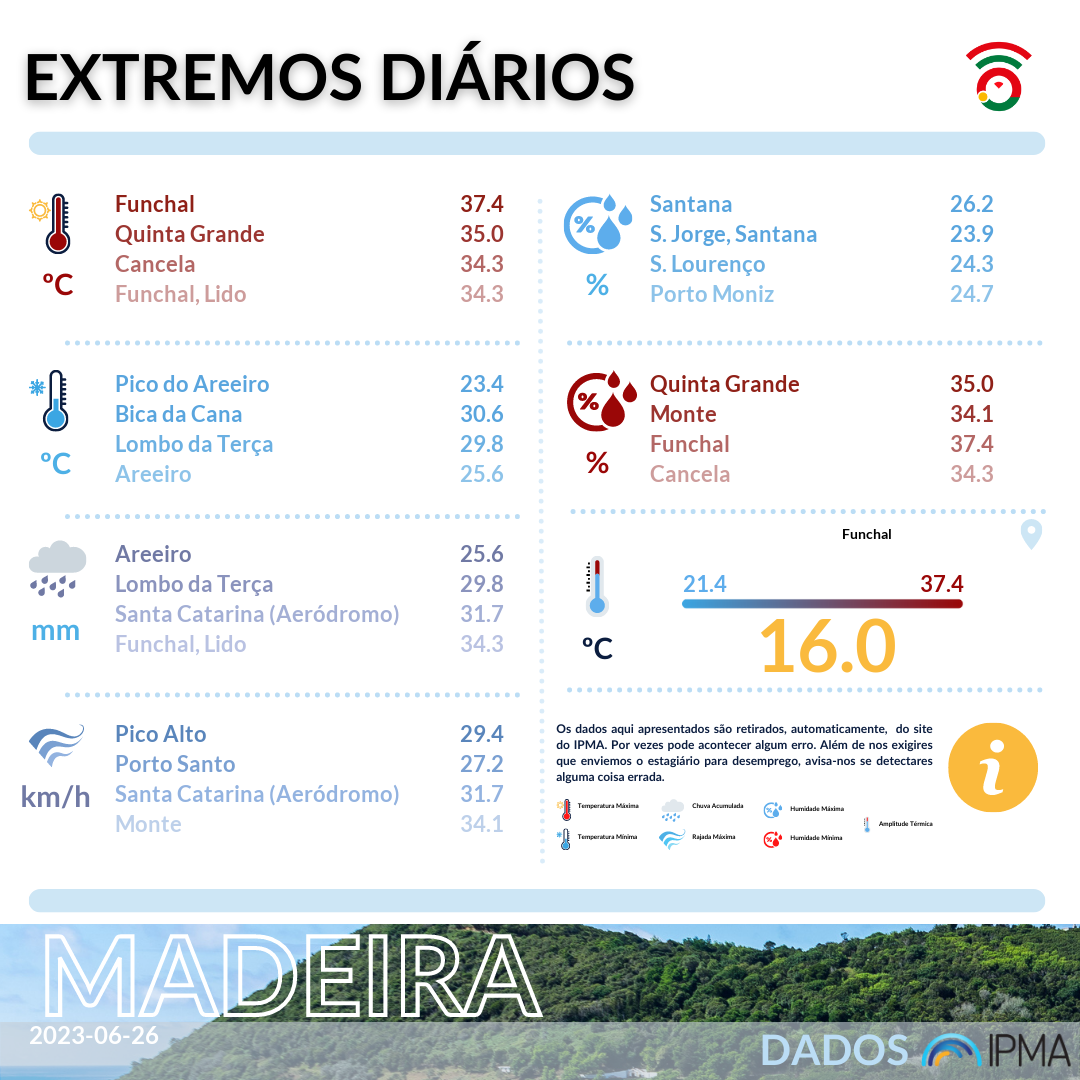 EXTREMOS DIÁRIOS
Funchal 37.4
Quinta Grande 35.0
Cancela 34.3
Funchal, Lido 34.3
ºC
Pico do Areeiro 23.4
Bica da Cana 30.6
Lombo da Terça 29.8
Areeiro 25.6
ºC
Areeiro 25.6
Lombo da Terça 29.8
Santa Catarina (Aeródromo) 31.7
Funchal, Lido 34.3
mm
Pico Alto 29.4
Porto Santo 27.2
Santa Catarina (Aeródromo) 31.7
Monte 34.1
km/h
%
Santana 26.2
S. Jorge, Santana 23.9
S. Lourenço 24.3
Porto Moniz 24.7
%
%
Quinta Grande 35.0
Monte 34.1
Funchal 37.4
Cancela 34.3
%
Funchal
21.4 37.4
16.0
ºC
Os dados aqui apresentados são retirados, automaticamente, do site
do IPMA. Por vezes pode acontecer algum erro. Além de nos exigires
que enviemos o estagiário para desemprego, avisa-nos se detectares
alguma coisa errada.
i
Temperatura Máxima
Chuva Acumulada
Humidade Máxima
Amplitude Térmica
Temperatura Mínima
Rajada Máxima
Humidade Mínima
MADEIRA
2023-06-26
DADOS IPMA